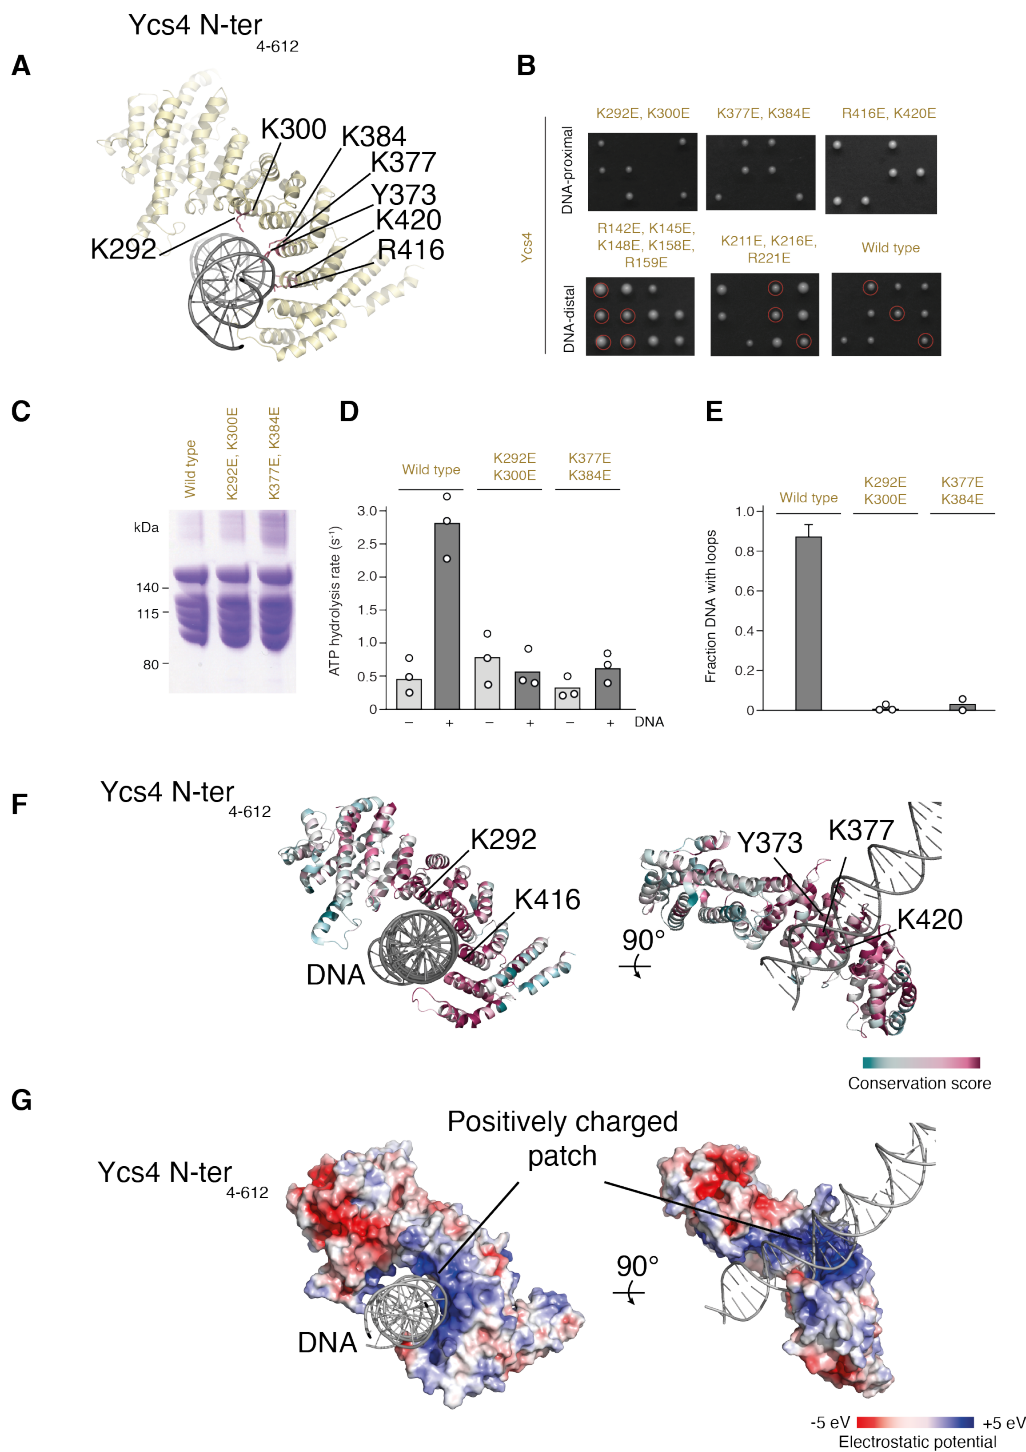 Ycs4 N-ter
4-612
A
K300
K384
K377
Y373
K420
R416
K292
B
K292E, K300E
K377E, K384E
R416E, K420E
DNA-proximal
Ycs4
R142E, K145E,
K148E, K158E,
R159E
K211E, K216E,
R221E
Wild type
DNA-distal
C
Wild type
K292E, K300E
K377E, K384E
kDa
140
115
80
D
Wild type
K292E
K300E
K377E
K384E
ATP hydrolysis rate (s-1)
3.0
2.5
2.0
1.5
1.0
0.5
0
– + – + – + DNA
E
Wild type
K292E
K300E
K377E
K384E
Fraction DNA with loops
1.0
0.8
0.6
0.4
0.2
0
F
Ycs4 N-ter
4-612
K292
K416
DNA
90°
Y373
K377
K420
Conservation score
G
Ycs4 N-ter
4-612
Positively charged
patch
DNA
90°
-5 eV
+5 eV
Electrostatic potential